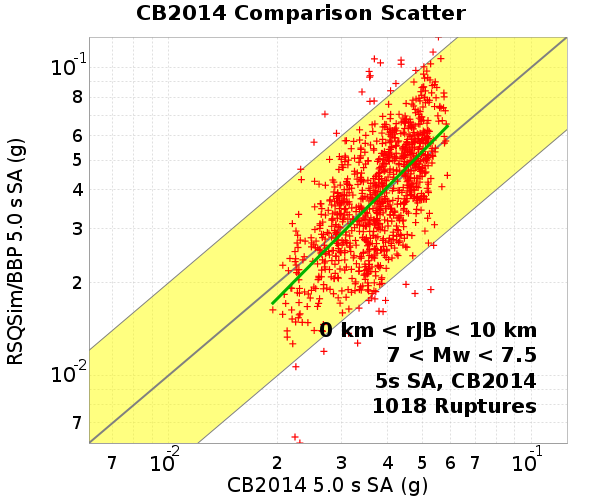 CB2014 Comparison Scatter
RSQSim/BBP 5.0 s SA (g)
10⁻¹
8
6
5
4
3
2
10⁻²
7
0 km < rJB < 10 km
7 < Mw < 7.5
5s SA, CB2014
1018 Ruptures
7 10⁻² 2 3 4 5 6 7 10⁻¹
CB2014 5.0 s SA (g)